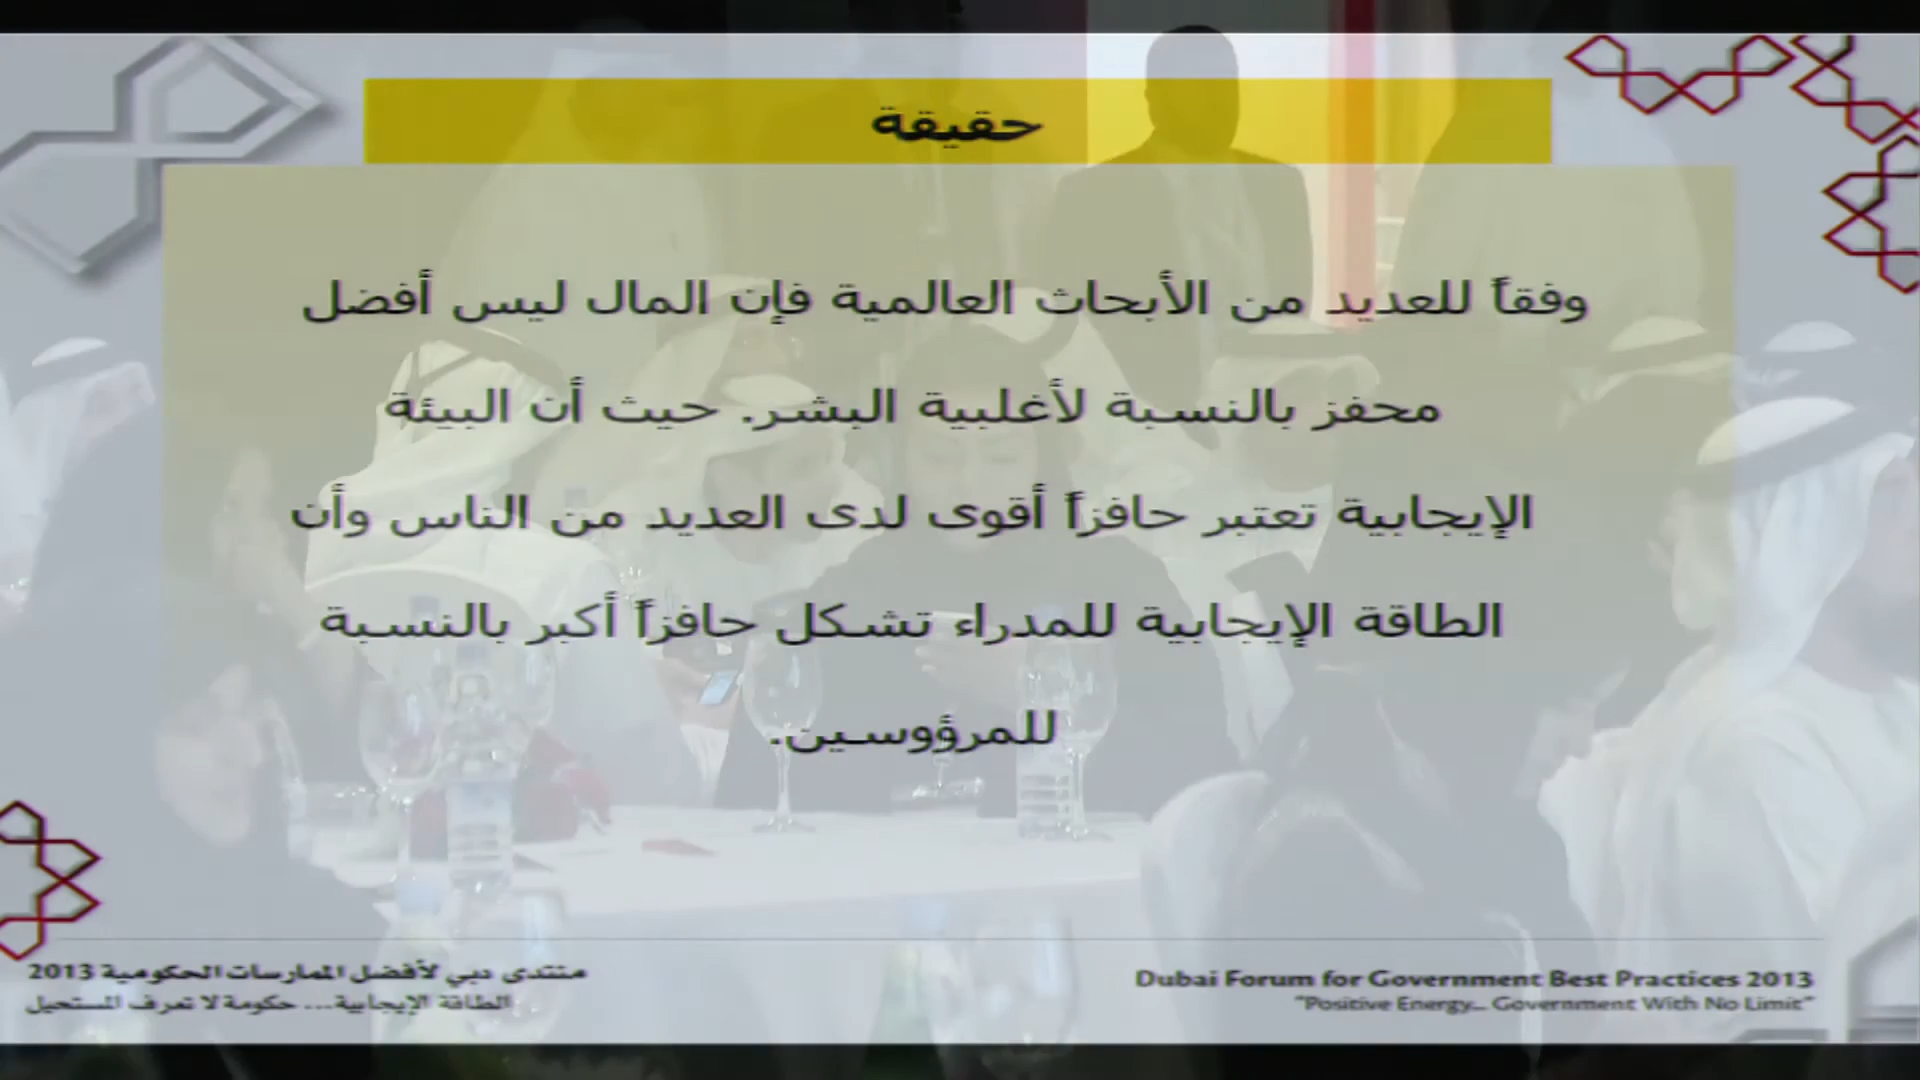 حقيقة
وفقاً للعديد من الأبحاث العالمية فإن المال ليس أفضل
محفز بالنسبة لأغلبية البشر. حيث أن البيئة
الإيجابية تعتبر حافزاً أقوى لدى العديد من الناس وأن
الطاقة الإيجابية للمدراء تشكل حافزاً أكبر بالنسبة
للمرؤوسين.
منتدى دبي لأفضل الممارسات الحكومية 2013
الطاقة الإيجابية... حكومة لا تعرف المستحيل
Dubai Forum for Government Best Practices 2013
"Positive Energy... Government With No Limit"